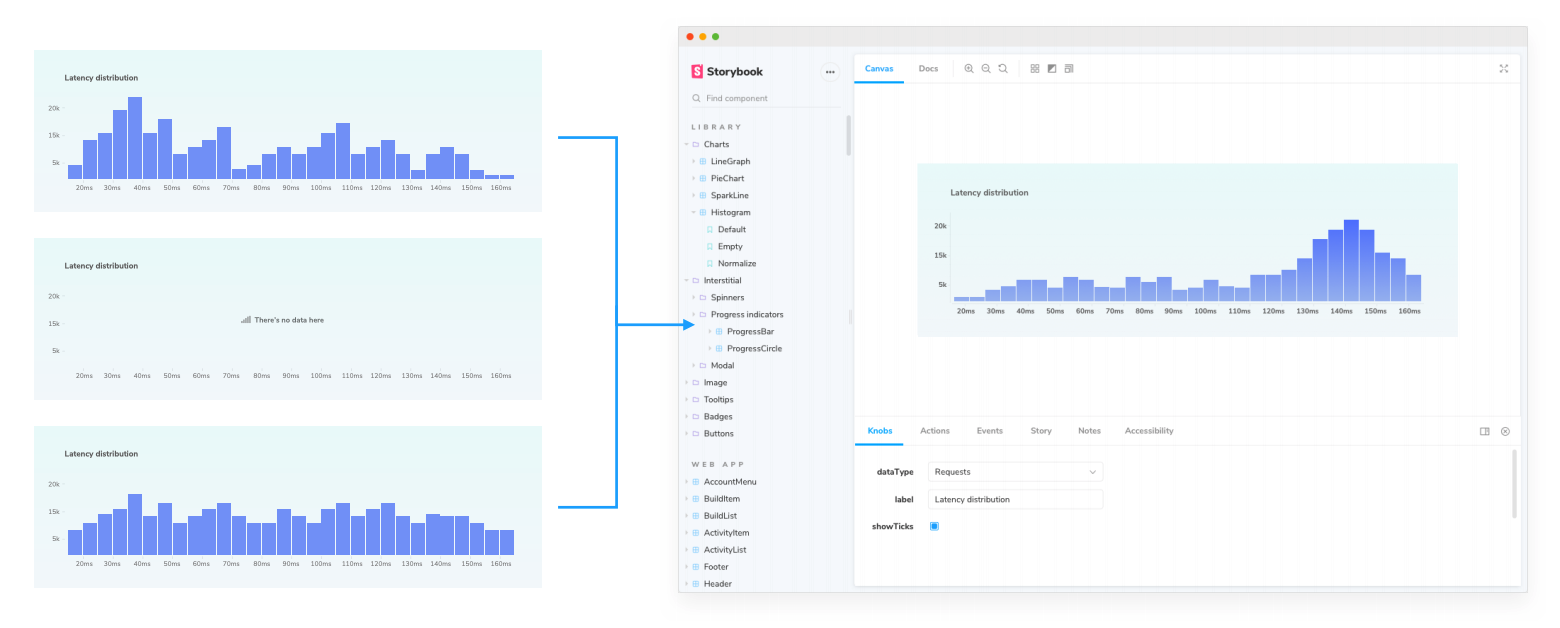 Latency distribution
20k
15k
5k
20ms 30ms 40ms 50ms 60ms 70ms 80ms 90ms 100ms 110ms 120ms 130ms 140ms 150ms 160ms
Latency distribution
20k
15k
5k
There's no data here
20ms 30ms 40ms 50ms 60ms 70ms 80ms 90ms 100ms 110ms 120ms 130ms 140ms 150ms 160ms
Latency distribution
20k
15k
5k
20ms 30ms 40ms 50ms 60ms 70ms 80ms 90ms 100ms 110ms 120ms 130ms 140ms 150ms 160ms
S Storybook
Find component
LIBRARY
Charts
LineGraph
PieChart
SparkLine
Histogram
Default
Empty
Normalize
Interstitial
Spinners
Progress indicators
ProgressBar
ProgressCircle
Modal
Image
Tooltips
Badges
Buttons
WEB APP
AccountMenu
BuildItem
BuildList
ActivityItem
ActivityList
Footer
Header
Canvas Docs
Latency distribution
20k
15k
5k
20ms 30ms 40ms 50ms 60ms 70ms 80ms 90ms 100ms 110ms 120ms 130ms 140ms 150ms 160ms
Knobs Actions Events Story Notes Accessibility
dataType Requests
label Latency distribution
showTicks